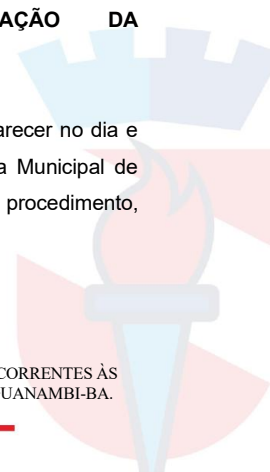 AÇÃO DA
arecer no dia e
a Municipal de
procedimento,
CORRENTES ÀS
UANAMBI-BA.